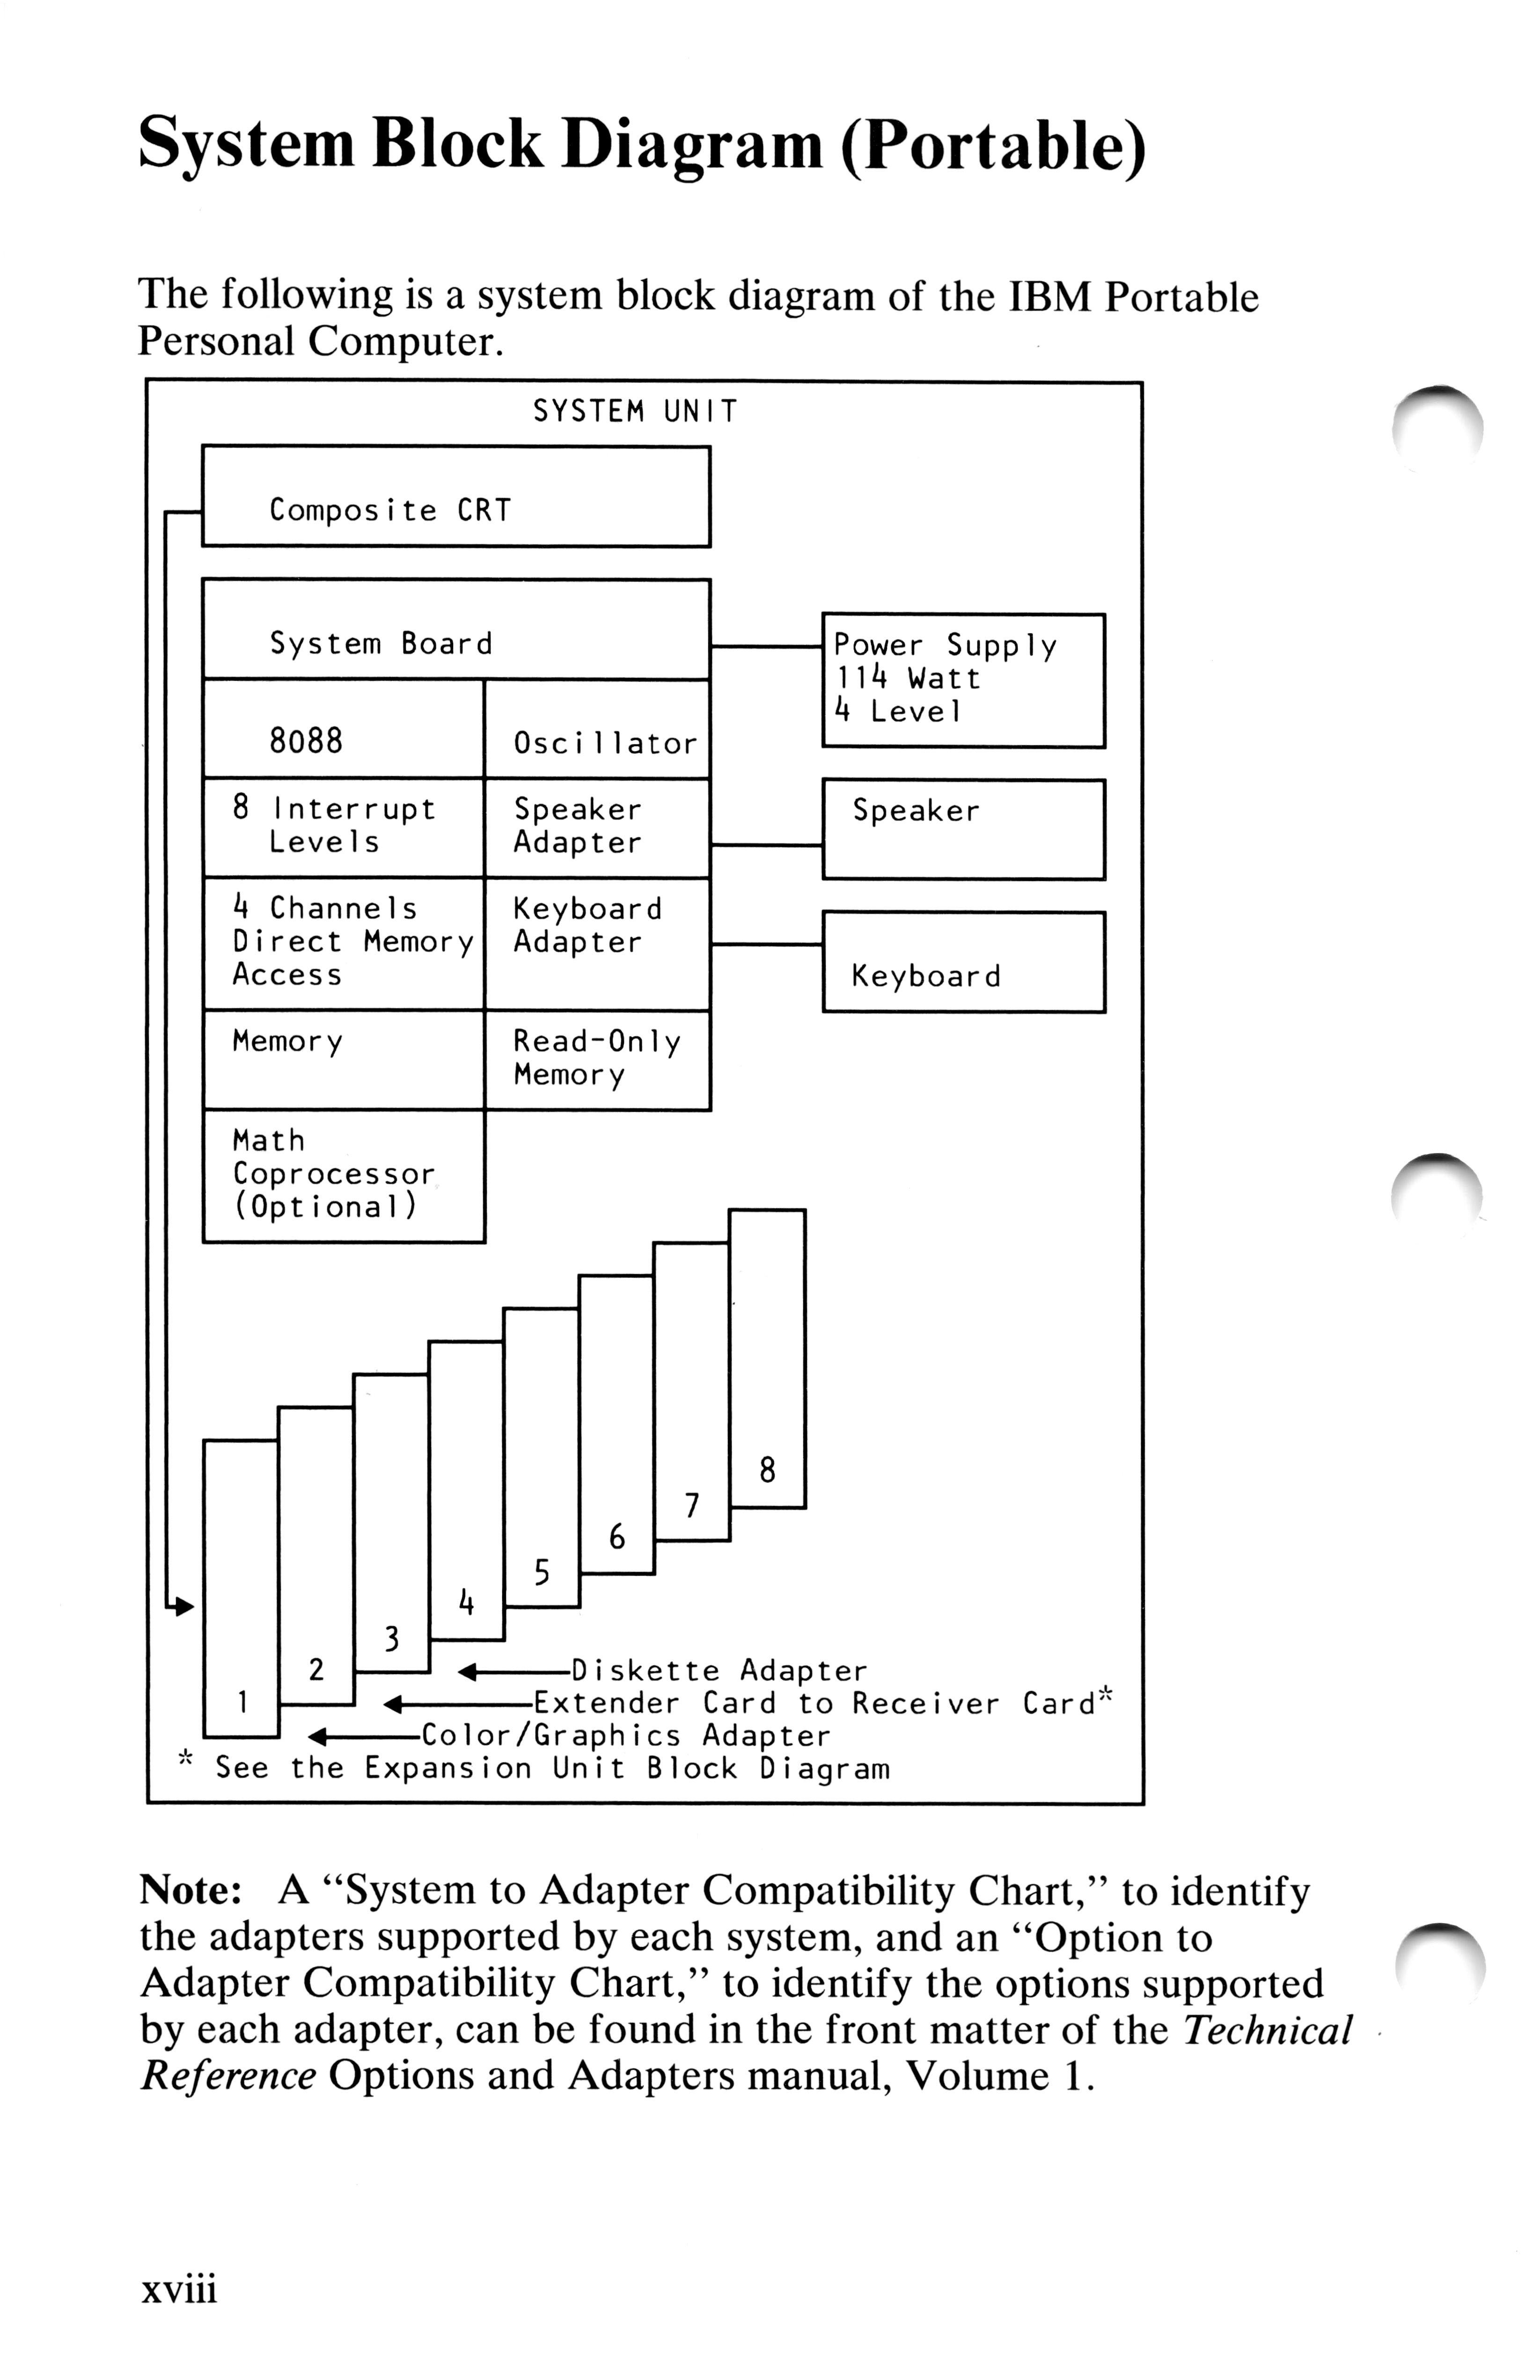 System Block Diagram (Portable)
The following is a system block diagram of the IBM Portable
Personal Computer.
SYSTEM UNIT
Composite CRT
System Board
Power Supply
114 Watt
4 Level
8088
Oscillator
8 Interrupt
Levels
Speaker
Adapter
Speaker
4 Channels
Direct Memory
Access
Keyboard
Adapter
Keyboard
Memory
Read-Only
Memory
Math
Coprocessor
(Optional)
8
7
6
5
4
3
2
1
Diskette Adapter
Extender Card to Receiver Card*
Color/Graphics Adapter
* See the Expansion Unit Block Diagram
Note: A “System to Adapter Compatibility Chart,” to identify
the adapters supported by each system, and an “Option to
Adapter Compatibility Chart,” to identify the options supported
by each adapter, can be found in the front matter of the Technical
Reference Options and Adapters manual, Volume 1.
xviii